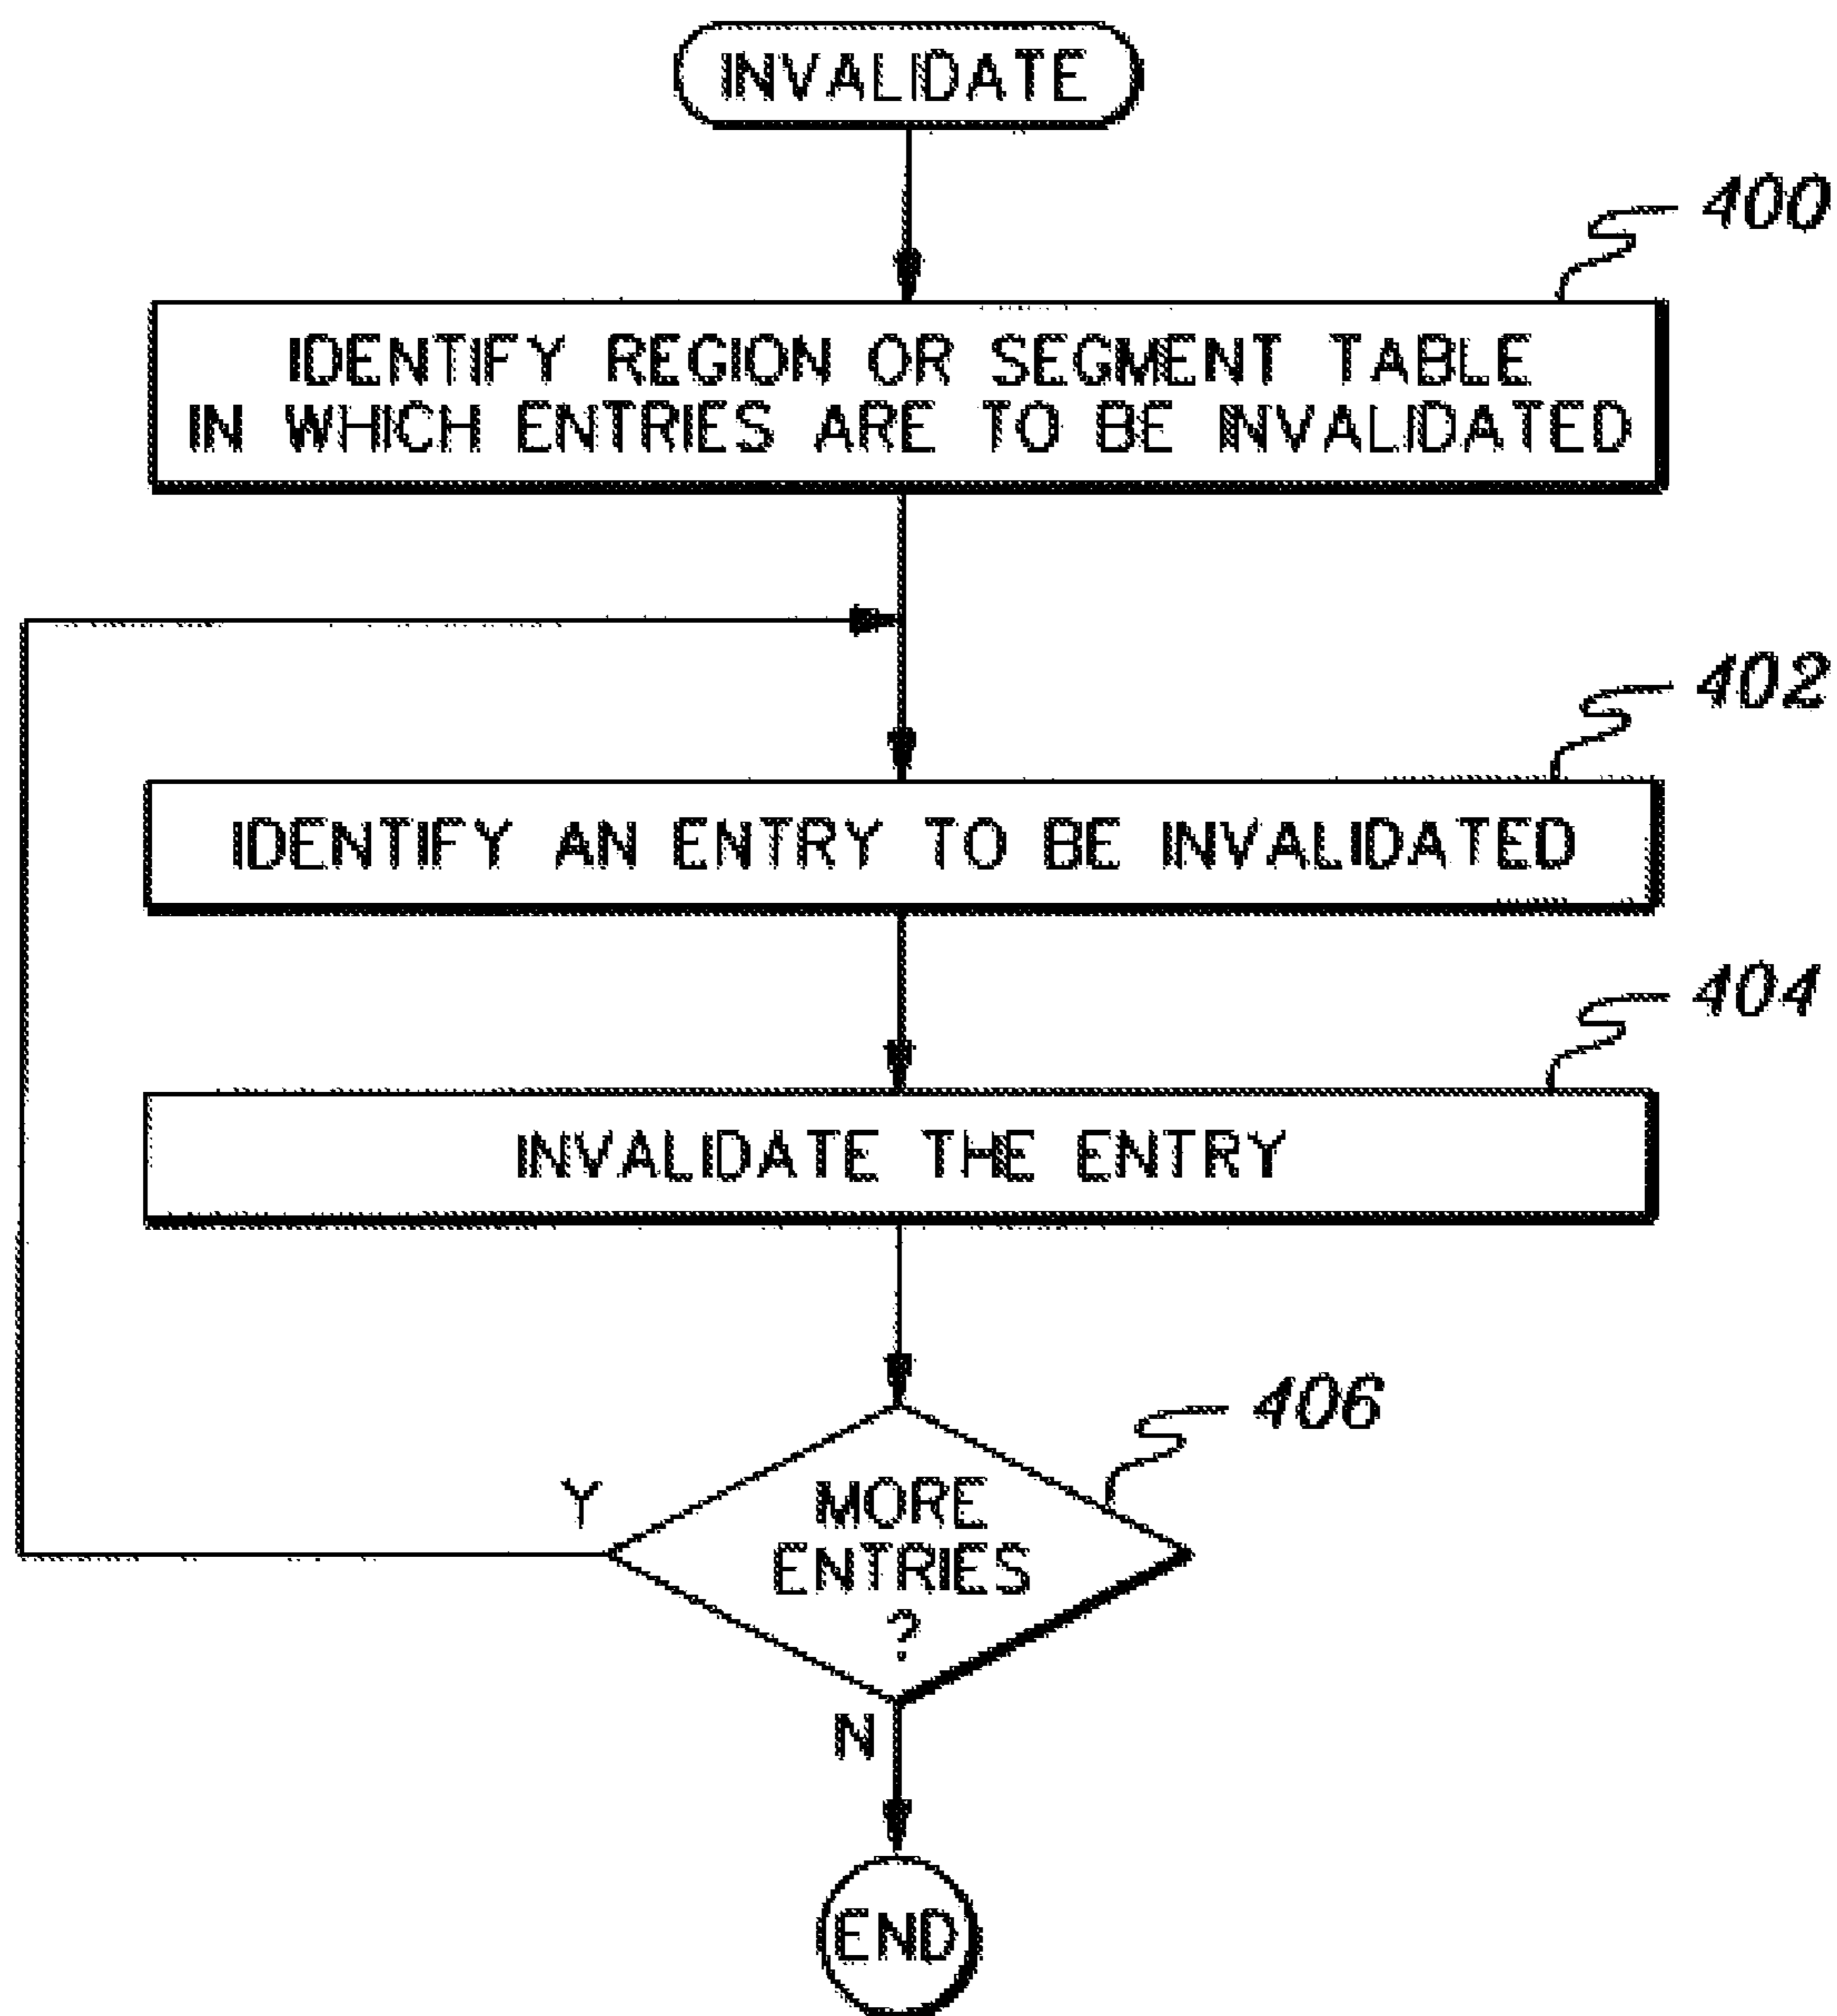 INVALIDATE
400
IDENTIFY REGION OR SEGMENT TABLE
IN WHICH ENTRIES ARE TO BE INVALIDATED
402
IDENTIFY AN ENTRY TO BE INVALIDATED
404
INVALIDATE THE ENTRY
406
Y
MORE
ENTRIES
?
N
END